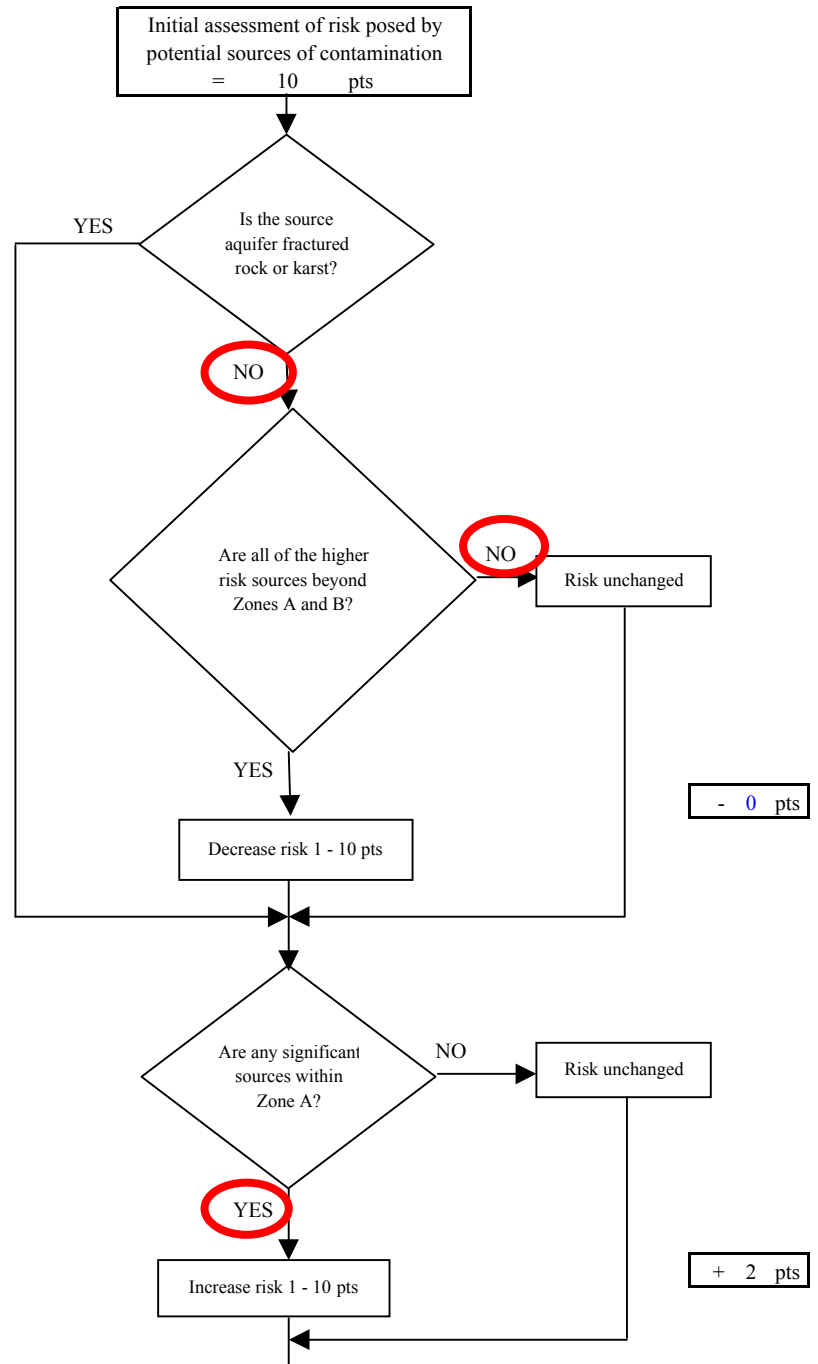 Initial assessment of risk posed by
potential sources of contamination
= 10 pts
YES
Is the source
aquifer fractured
rock or karst?
NO
Are all of the higher
risk sources beyond
Zones A and B?
NO
Risk unchanged
YES
- 0 pts
Decrease risk 1 - 10 pts
Are any significant
sources within
Zone A?
NO
Risk unchanged
YES
+ 2 pts
Increase risk 1 - 10 pts